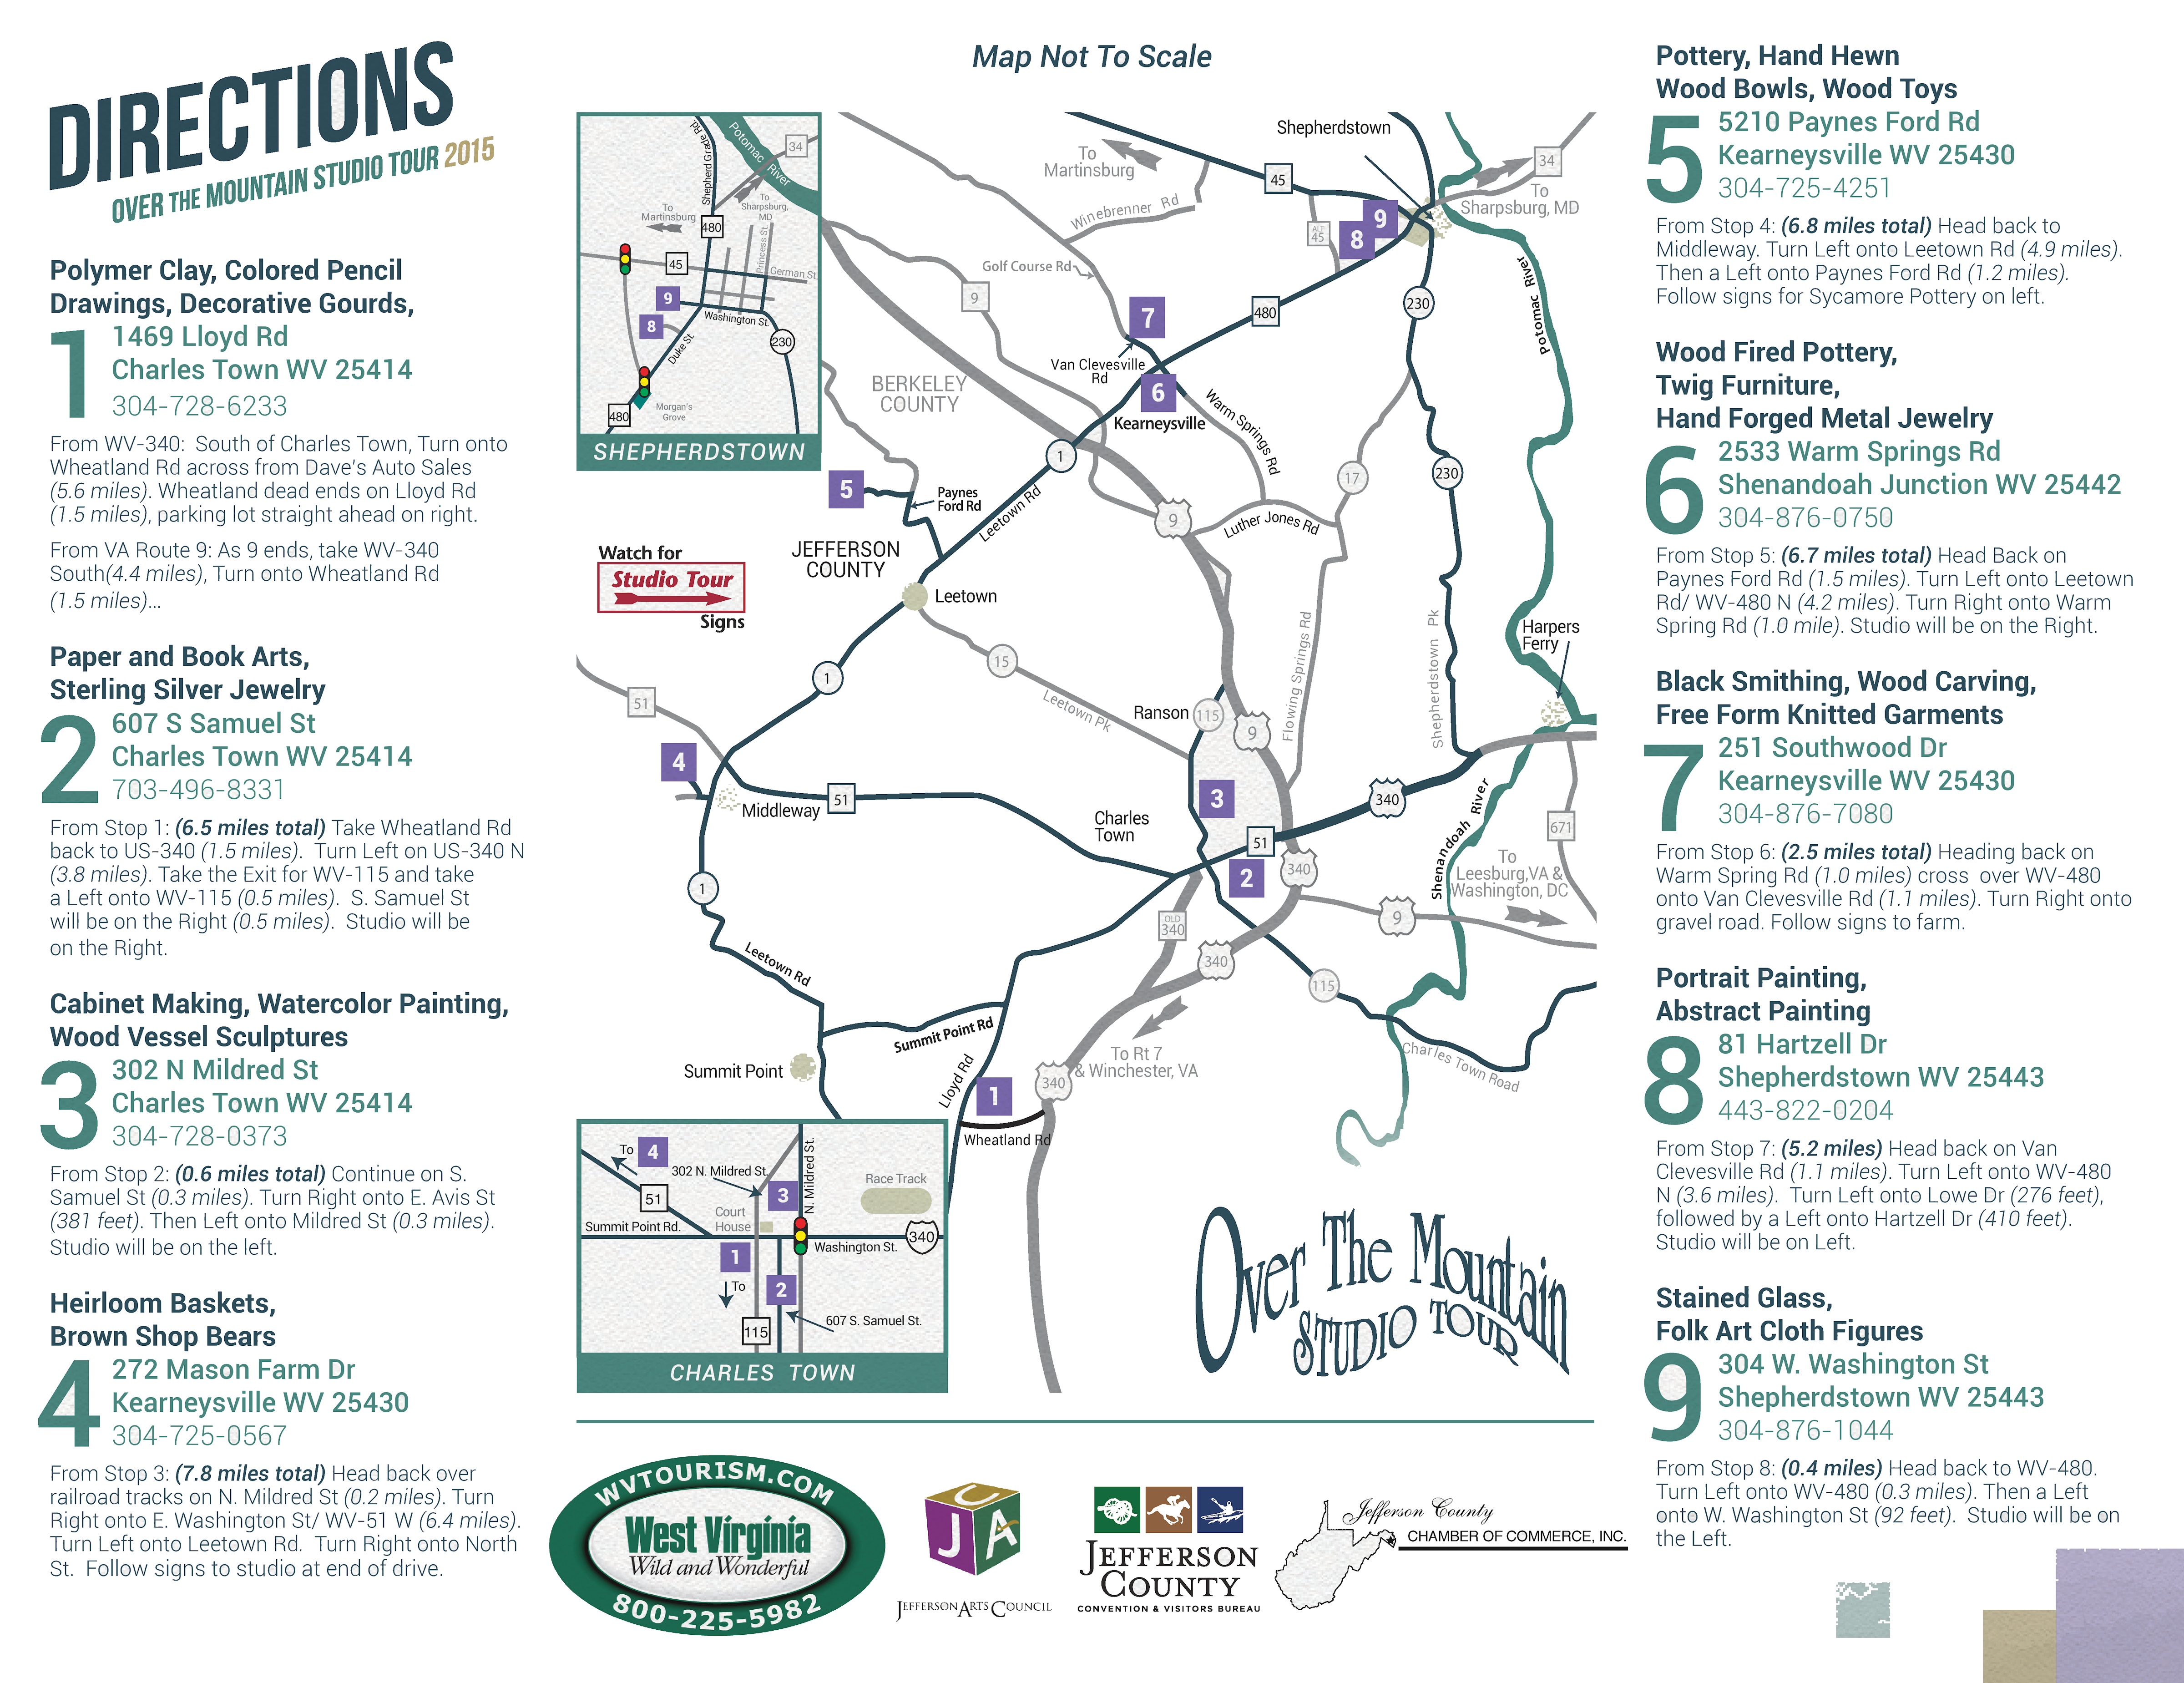 DIRECTIONS
OVER THE MOUNTAIN STUDIO TOUR 2015
Polymer Clay, Colored Pencil
Drawings, Decorative Gourds,
1
1469 Lloyd Rd
Charles Town WV 25414
304-728-6233
From WV-340:  South of Charles Town, Turn onto
Wheatland Rd across from Dave's Auto Sales
(5.6 miles). Wheatland dead ends on Lloyd Rd
(1.5 miles), parking lot straight ahead on right.
From VA Route 9: As 9 ends, take WV-340
South(4.4 miles), Turn onto Wheatland Rd
(1.5 miles)...
Paper and Book Arts,
Sterling Silver Jewelry
2
607 S Samuel St
Charles Town WV 25414
703-496-8331
From Stop 1: (6.5 miles total) Take Wheatland Rd
back to US-340 (1.5 miles).  Turn Left on US-340 N
(3.8 miles). Take the Exit for WV-115 and take
a Left onto WV-115 (0.5 miles).  S. Samuel St
will be on the Right (0.5 miles).  Studio will be
on the Right.
Cabinet Making, Watercolor Painting,
Wood Vessel Sculptures
3
302 N Mildred St
Charles Town WV 25414
304-728-0373
From Stop 2: (0.6 miles total) Continue on S.
Samuel St (0.3 miles). Turn Right onto E. Avis St
(381 feet). Then Left onto Mildred St (0.3 miles).
Studio will be on the left.
Heirloom Baskets,
Brown Shop Bears
4
272 Mason Farm Dr
Kearneysville WV 25430
304-725-0567
From Stop 3: (7.8 miles total) Head back over
railroad tracks on N. Mildred St (0.2 miles). Turn
Right onto E. Washington St/ WV-51 W (6.4 miles).
Turn Left onto Leetown Rd.  Turn Right onto North
St.  Follow signs to studio at end of drive.
Map Not To Scale
Shepherd Grade Rd.
Potomac River
34
To
Martinsburg
To
Sharpsburg,
MD
480
Princess St.
45
German St.
9
8
Washington St.
Duke St.
230
480
Morgan's
Grove
SHEPHERDSTOWN
Shepherdstown
To
Martinsburg
45
34
To
Sharpsburg, MD
Winebrenner Rd
ALT
45
9
8
Golf Course Rd
9
7
480
230
Potomac River
Van Clevesville
Rd
BERKELEY
COUNTY
6
Kearneysville
Warm Springs Rd
1
17
230
5
Paynes
Ford Rd
Leetown Rd
9
Luther Jones Rd
JEFFERSON
COUNTY
Watch for
Studio Tour
Signs
Leetown
Harpers
Ferry
15
1
51
Leetown Pk
Ranson
115
9
Flowing Springs Rd
Shepherdstown Pk
4
Middleway
51
3
340
Charles
Town
51
671
Shenandoah River
2
340
To
Leesburg,VA &
Washington, DC
1
OLD
340
9
340
Leetown Rd
115
Summit Point Rd
To Rt 7
& Winchester, VA
Charles Town Road
Summit Point
Lloyd Rd
1
340
Wheatland Rd
To
4
302 N. Mildred St.
N. Mildred St.
51
3
Race Track
Court
House
Summit Point Rd.
340
Washington St.
1
To
2
607 S. Samuel St.
115
CHARLES TOWN
Over The Mountain
STUDIO TOUR
WVTOURISM.COM
West Virginia
Wild and Wonderful
800-225-5982
JCA
JEFFERSON ARTS COUNCIL
JEFFERSON
COUNTY
CONVENTION & VISITORS BUREAU
Jefferson County
CHAMBER OF COMMERCE, INC.
Pottery, Hand Hewn
Wood Bowls, Wood Toys
5
5210 Paynes Ford Rd
Kearneysville WV 25430
304-725-4251
From Stop 4: (6.8 miles total) Head back to
Middleway. Turn Left onto Leetown Rd (4.9 miles).
Then a Left onto Paynes Ford Rd (1.2 miles).
Follow signs for Sycamore Pottery on left.
Wood Fired Pottery,
Twig Furniture,
Hand Forged Metal Jewelry
6
2533 Warm Springs Rd
Shenandoah Junction WV 25442
304-876-0750
From Stop 5: (6.7 miles total) Head Back on
Paynes Ford Rd (1.5 miles). Turn Left onto Leetown
Rd/ WV-480 N (4.2 miles). Turn Right onto Warm
Spring Rd (1.0 mile). Studio will be on the Right.
Black Smithing, Wood Carving,
Free Form Knitted Garments
7
251 Southwood Dr
Kearneysville WV 25430
304-876-7080
From Stop 6: (2.5 miles total) Heading back on
Warm Spring Rd (1.0 miles) cross  over WV-480
onto Van Clevesville Rd (1.1 miles). Turn Right onto
gravel road. Follow signs to farm.
Portrait Painting,
Abstract Painting
8
81 Hartzell Dr
Shepherdstown WV 25443
443-822-0204
From Stop 7: (5.2 miles) Head back on Van
Clevesville Rd (1.1 miles). Turn Left onto WV-480
N (3.6 miles).  Turn Left onto Lowe Dr (276 feet),
followed by a Left onto Hartzell Dr (410 feet).
Studio will be on Left.
Stained Glass,
Folk Art Cloth Figures
9
304 W. Washington St
Shepherdstown WV 25443
304-876-1044
From Stop 8: (0.4 miles) Head back to WV-480.
Turn Left onto WV-480 (0.3 miles). Then a Left
onto W. Washington St (92 feet).  Studio will be on
the Left.